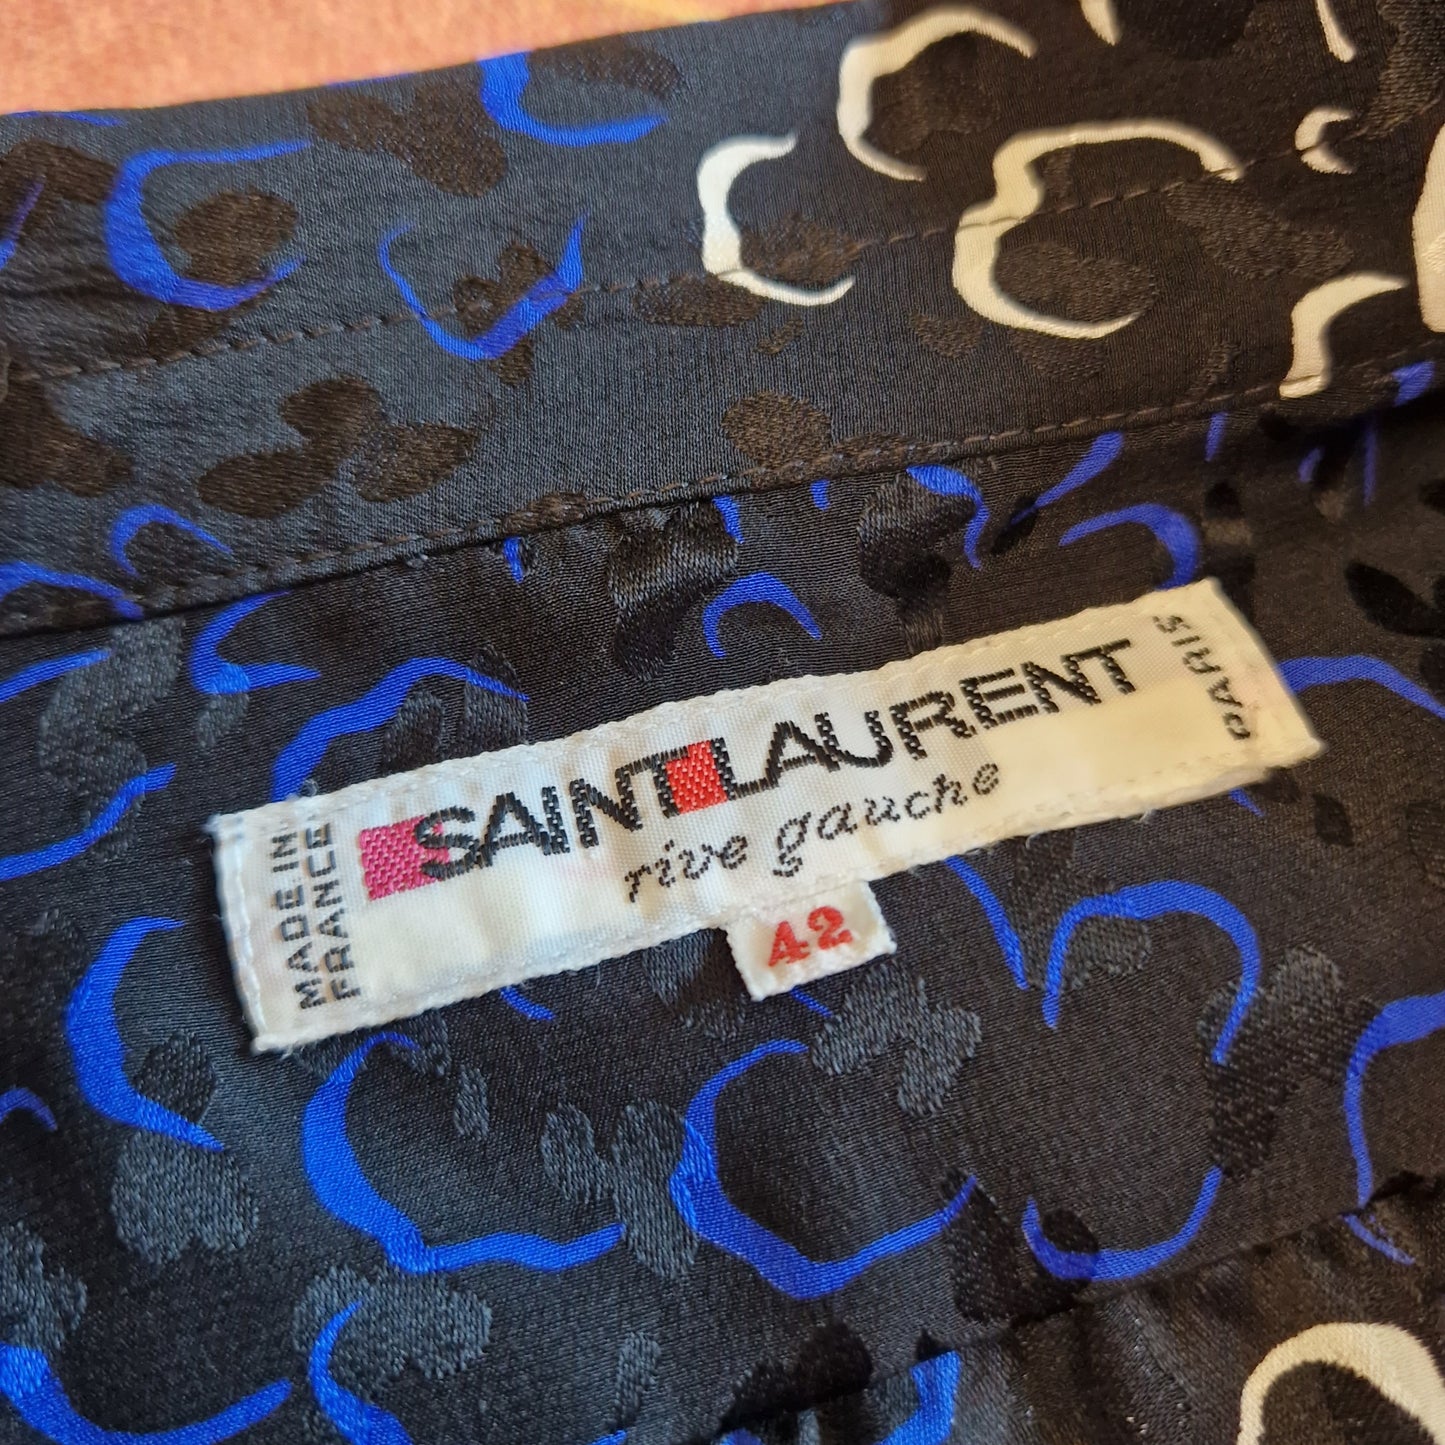 MADE IN
FRANCE
SAINT LAURENT
rive gauche
PARIS
42